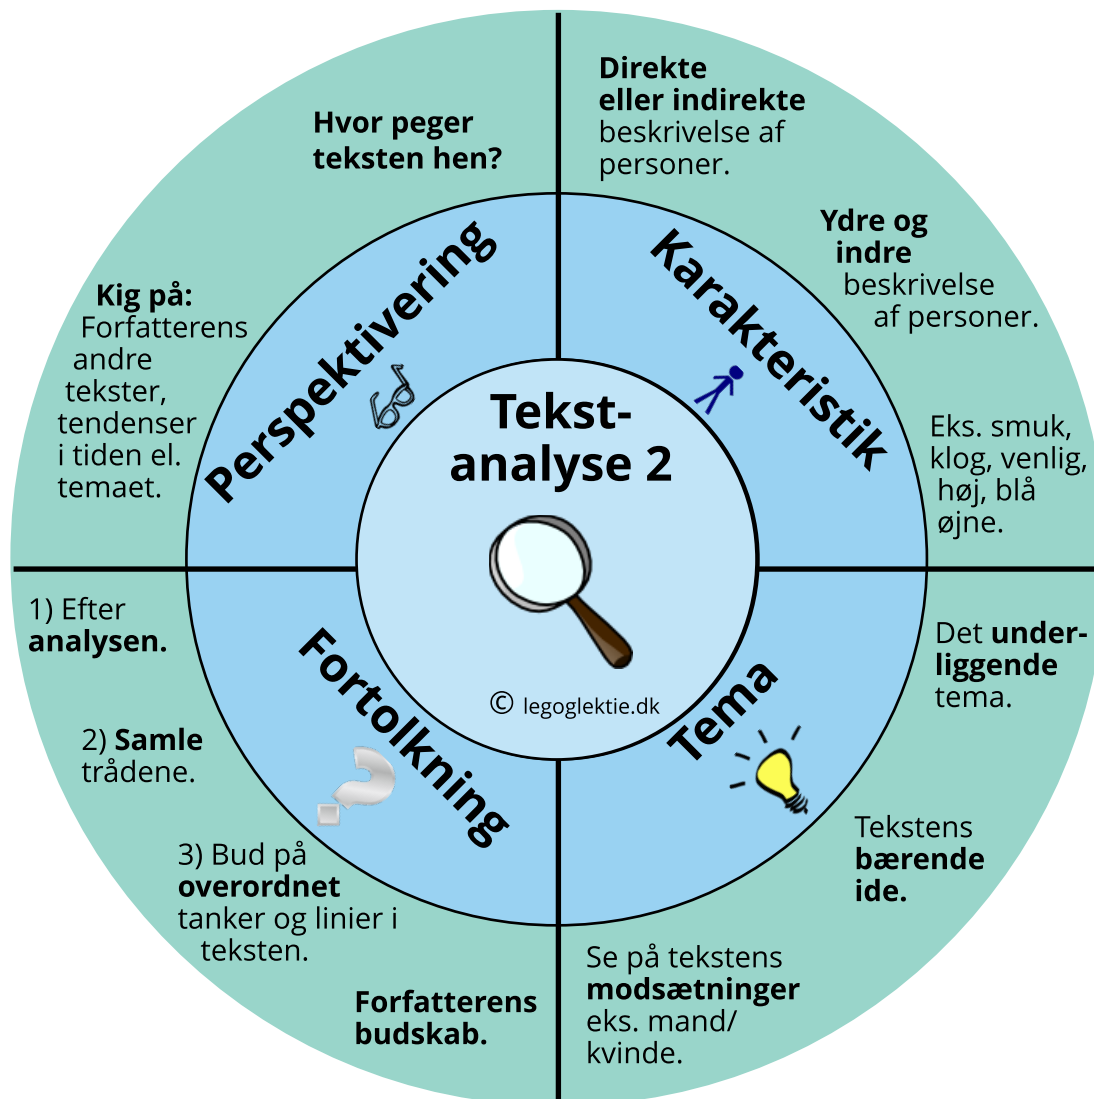 Tekst-
analyse 2
© legoglektie.dk
Perspektivering
Hvor peger
teksten hen?
Kig på:
Forfatterens
andre
tekster,
tendenser
i tiden el.
temaet.
Karakteristik
Direkte
eller indirekte
beskrivelse af
personer.
Ydre og
indre
beskrivelse
af personer.
Eks. smuk,
klog, venlig,
høj, blå
øjne.
Tema
Det under-
liggende
tema.
Tekstens
bærende
ide.
Se på tekstens
modsætninger
eks. mand/
kvinde.
Fortolkning
1) Efter
analysen.
2) Samle
trådene.
3) Bud på
overordnet
tanker og linier i
teksten.
Forfatterens
budskab.